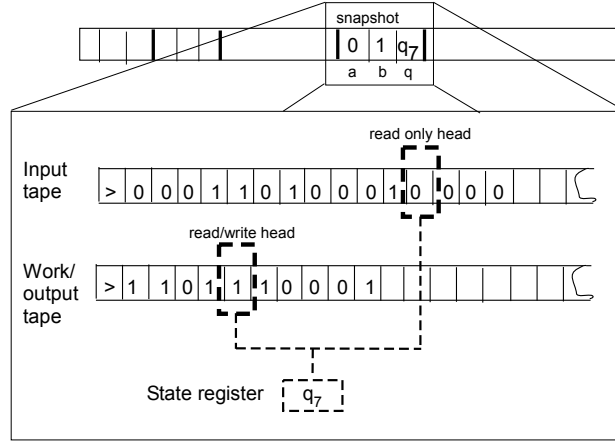 snapshot
0 1 q7
a b q
read only head
Input
tape
> 0 0 0 1 1 0 1 0 0 0 1 0 0 0 0
read/write head
Work/
output
tape
> 1 1 0 1 1 1 0 0 0 1
State register q7